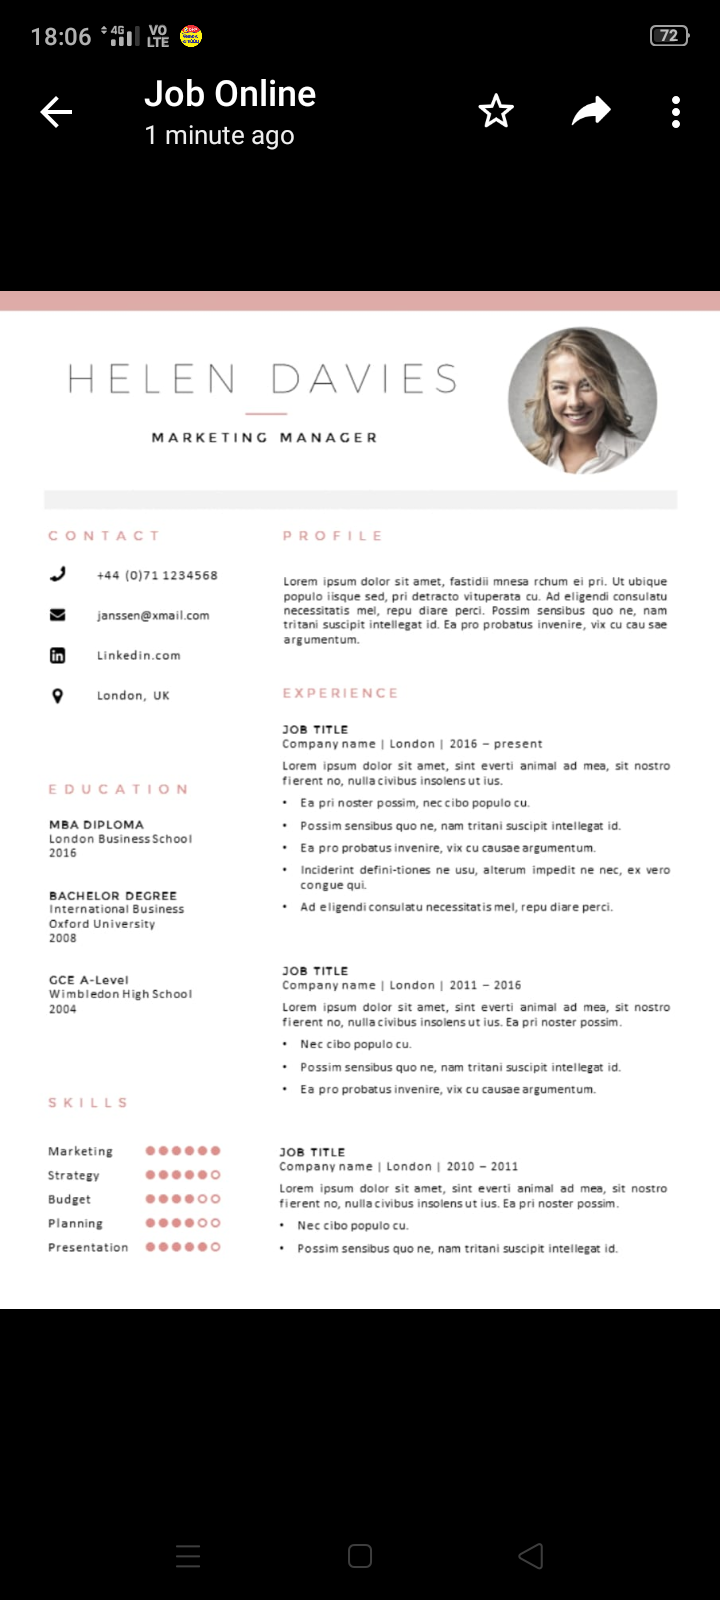 18:06 4G VO LTE 72
Job Online
1 minute ago
HELEN DAVIES
MARKETING MANAGER
CONTACT
+44 (0)71 1234568
janssen@xmail.com
Linkedin.com
London, UK
EDUCATION
MBA DIPLOMA
London Business School
2016
BACHELOR DEGREE
International Business
Oxford University
2008
GCE A-Level
Wimbledon High School
2004
SKILLS
Marketing
Strategy
Budget
Planning
Presentation
PROFILE
Lorem ipsum dolor sit amet, fastidii mnesa rchum ei pri. Ut ubique
populo iisque sed, pri detracto vituperata cu. Ad eligendi consulatu
necessitatis mel, repu diare perci. Possim sensibus quo ne, nam
tritani suscipit intellegat id. Ea pro probatus invenire, vix cu cau sae
argumentum.
EXPERIENCE
JOB TITLE
Company name | London | 2016 – present
Lorem ipsum dolor sit amet, sint everti animal ad mea, sit nostro
fierent no, nulla civibus insolens ut ius.
• Ea pri noster possim, nec cibo populo cu.
• Possim sensibus quo ne, nam tritani suscipit intellegat id.
• Ea pro probatus invenire, vix cu causae argumentum.
• Inciderint defini-tiones ne usu, alterum impedit ne nec, ex vero
congue qui.
• Ad eligendi consulatu necessitatis mel, repu diare perci.
JOB TITLE
Company name | London | 2011 – 2016
Lorem ipsum dolor sit amet, sint everti animal ad mea, sit nostro
fierent no, nulla civibus insolens ut ius. Ea pri noster possim.
• Nec cibo populo cu.
• Possim sensibus quo ne, nam tritani suscipit intellegat id.
• Ea pro probatus invenire, vix cu causae argumentum.
JOB TITLE
Company name | London | 2010 – 2011
Lorem ipsum dolor sit amet, sint everti animal ad mea, sit nostro
fierent no, nulla civibus insolens ut ius. Ea pri noster possim.
• Nec cibo populo cu.
• Possim sensibus quo ne, nam tritani suscipit intellegat id.